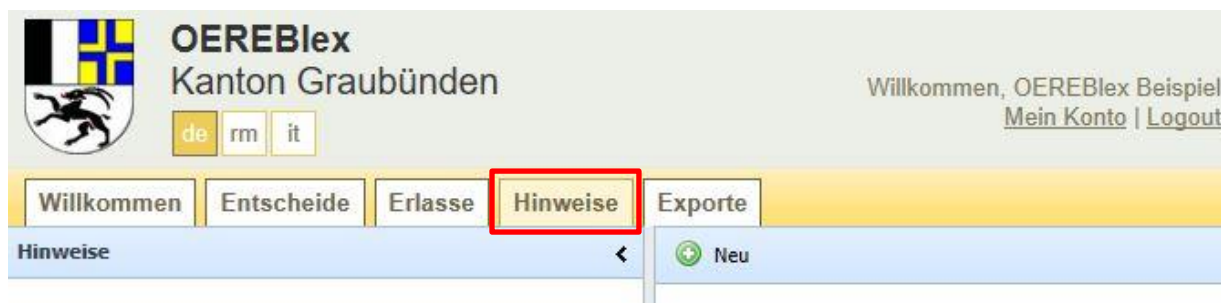 OEREBlex
Kanton Graubünden
de rm it
Willkommen, OEREBlex Beispiel
Mein Konto | Logout
Willkommen Entscheide Erlasse Hinweise Exporte
Hinweise
Neu